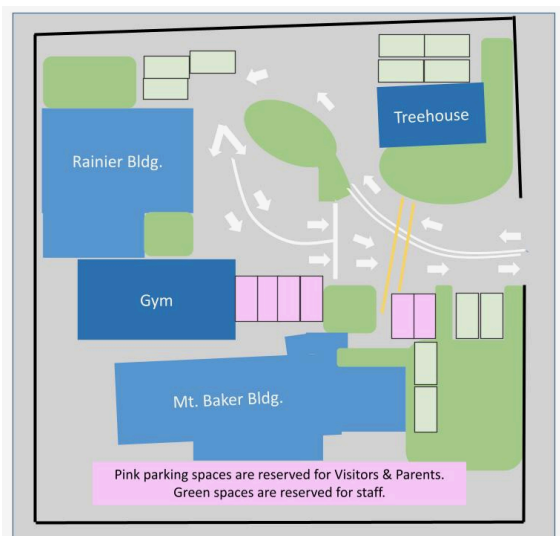 Treehouse
Rainier Bldg.
Gym
Mt. Baker Bldg.
Pink parking spaces are reserved for Visitors & Parents.
Green spaces are reserved for staff.